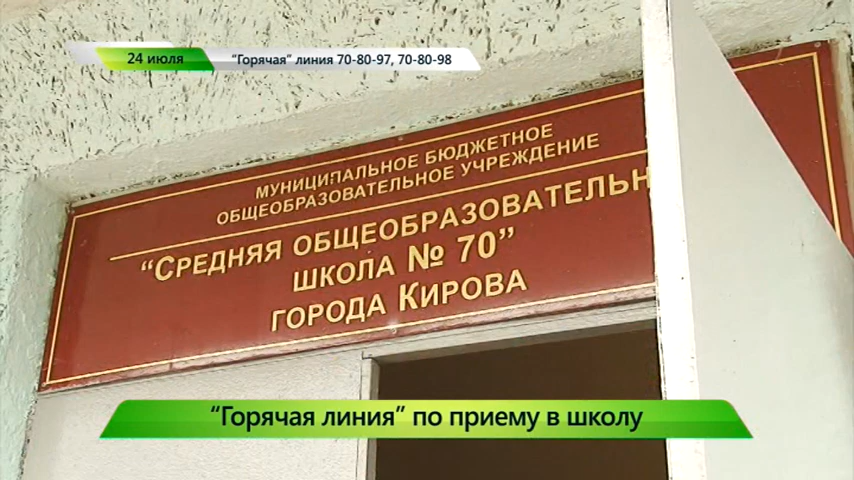 24 июля
“Горячая” линия 70-80-97, 70-80-98
МУНИЦИПАЛЬНОЕ БЮДЖЕТНОЕ
ОБЩЕОБРАЗОВАТЕЛЬНОЕ УЧРЕЖДЕНИЕ
“СРЕДНЯЯ ОБЩЕОБРАЗОВАТЕЛЬН
ШКОЛА № 70”
ГОРОДА КИРОВА
“Горячая линия” по приему в школу